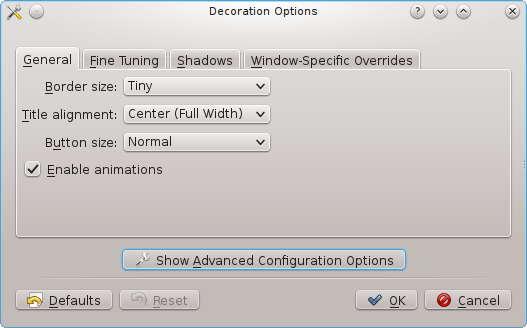 Decoration Options
General Fine Tuning Shadows Window-Specific Overrides
Border size: Tiny
Title alignment: Center (Full Width)
Button size: Normal
Enable animations
Show Advanced Configuration Options
Defaults Reset OK Cancel